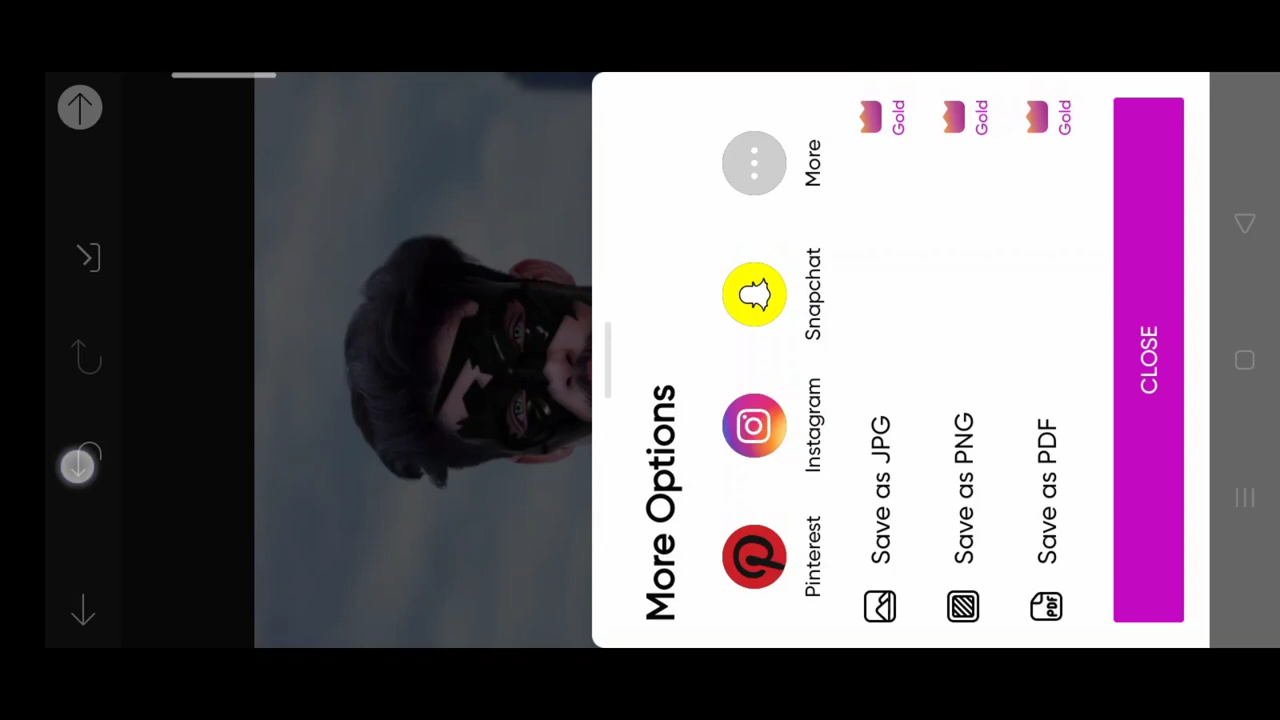 More Options
Pinterest
Instagram
Snapchat
More
Save as JPG
Gold
Save as PNG
Gold
Save as PDF
Gold
PDF
CLOSE